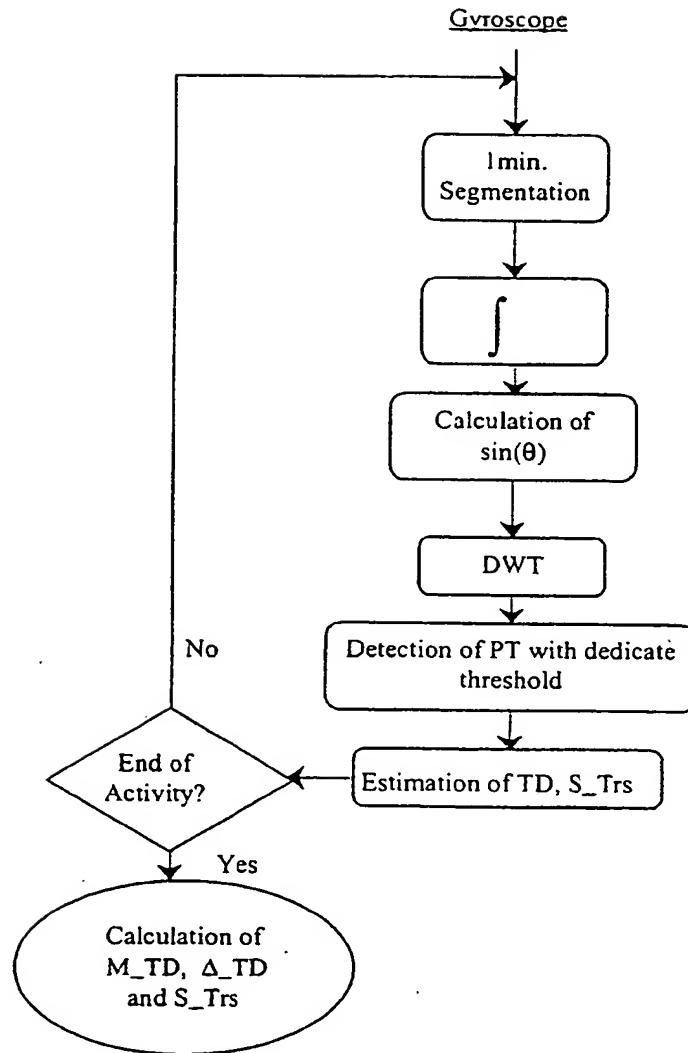 Gyroscope
1min.
Segmentation
∫
Calculation of
sin(θ)
DWT
Detection of PT with dedicate
threshold
Estimation of TD, S_Trs
End of
Activity?
No
Yes
Calculation of
M_TD, Δ_TD
and S_Trs